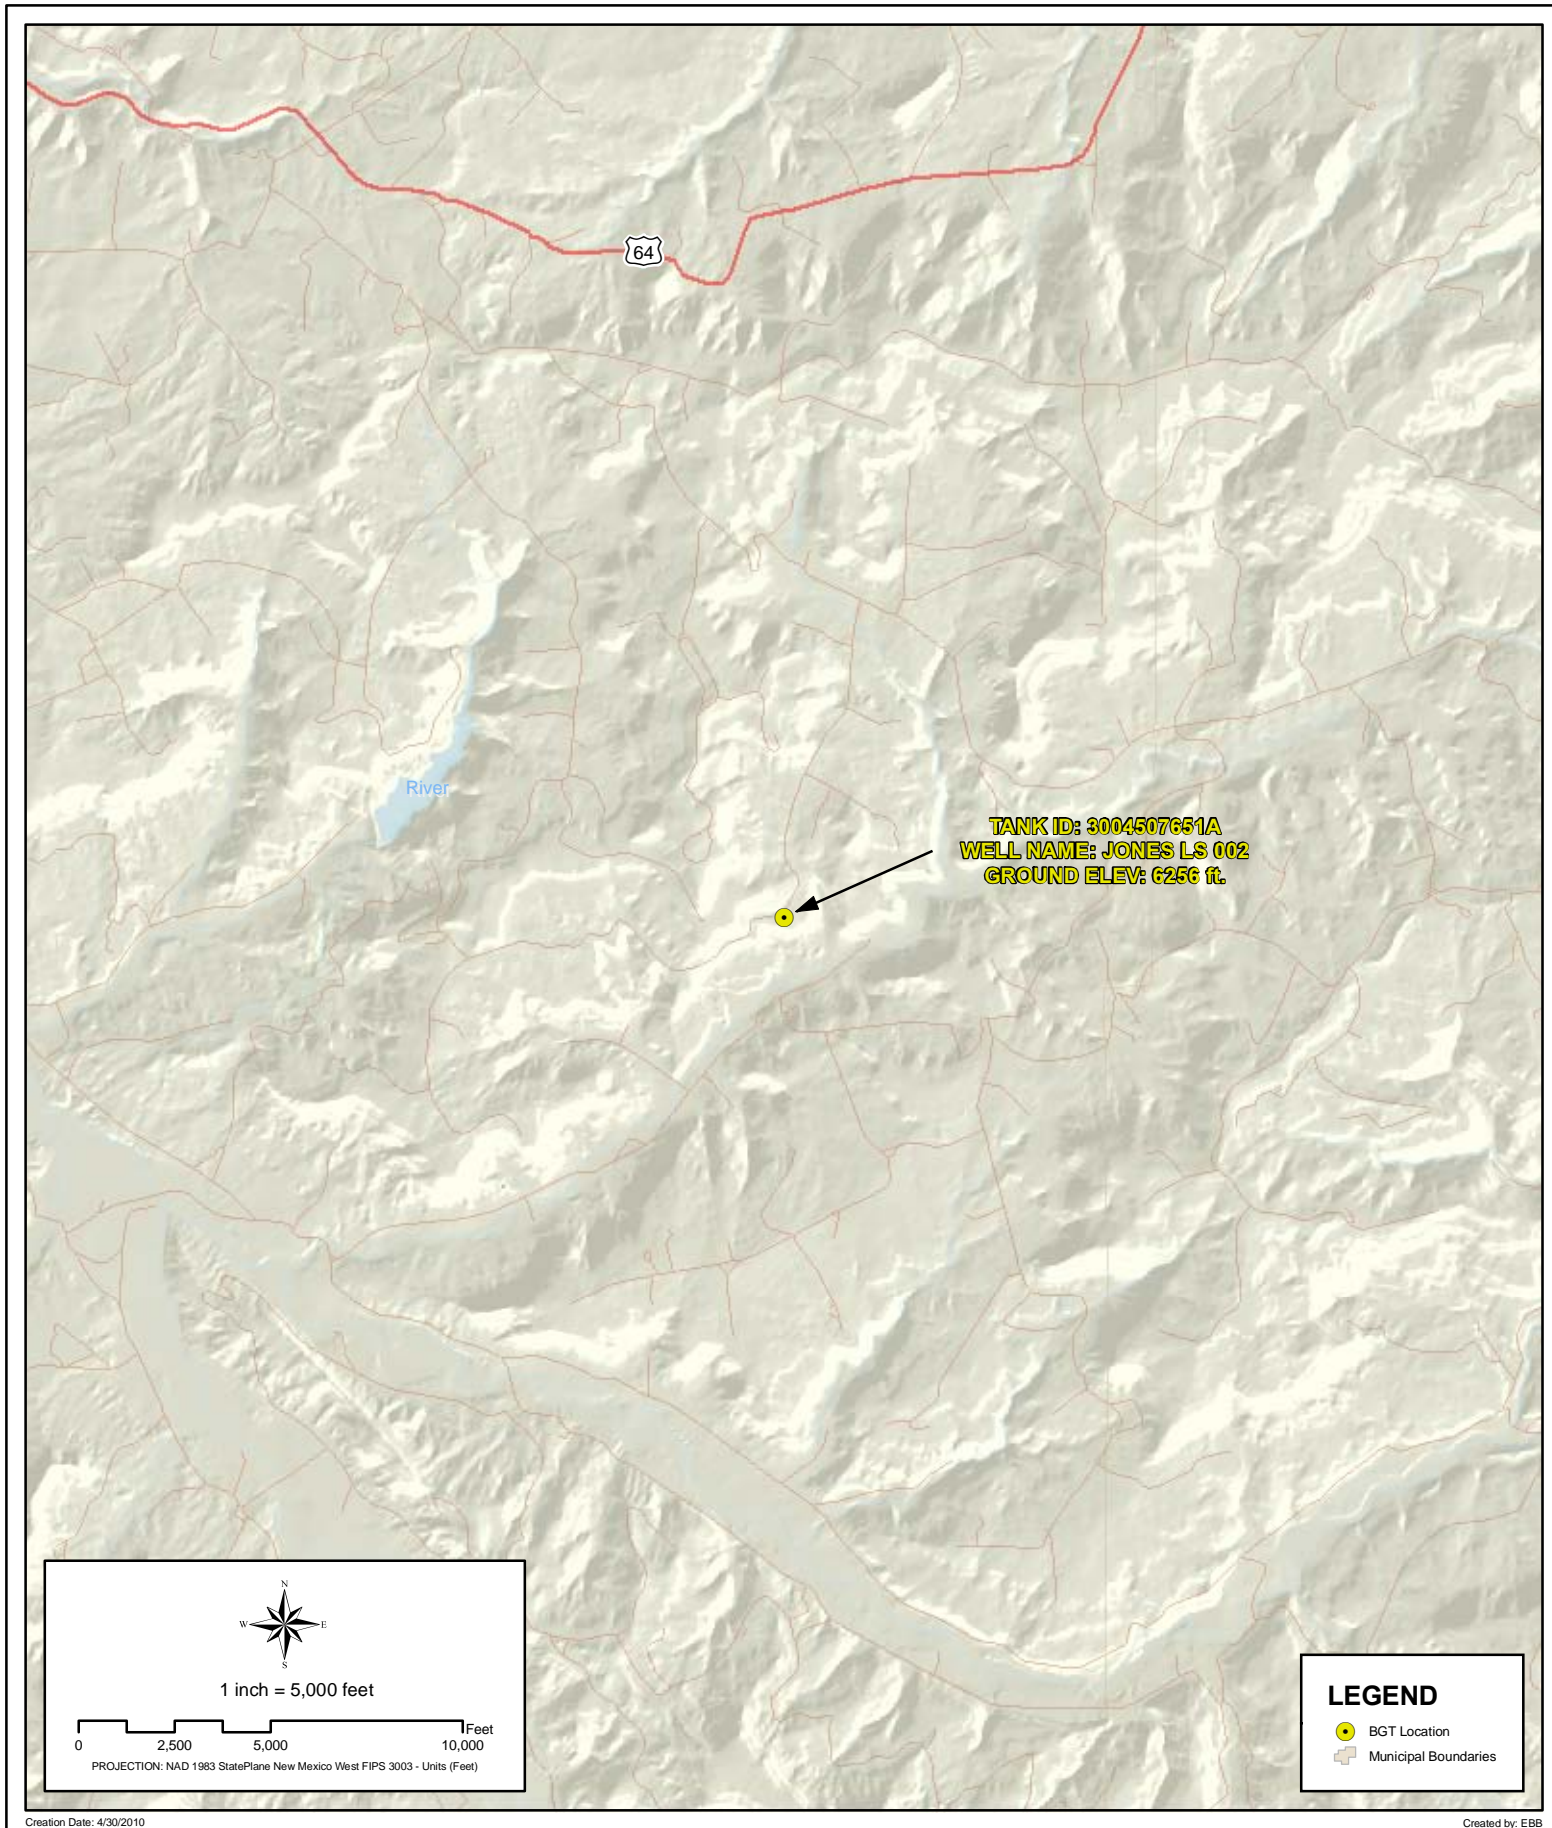 64
River
TANK ID: 3004507651A
WELL NAME: JONES LS 002
GROUND ELEV: 6256 ft.
N
W E
S
1 inch = 5,000 feet
Feet
0 2,500 5,000 10,000
PROJECTION: NAD 1983 StatePlane New Mexico West FIPS 3003 - Units (Feet)
LEGEND
BGT Location
Municipal Boundaries
Creation Date: 4/30/2010
Created by: EBB